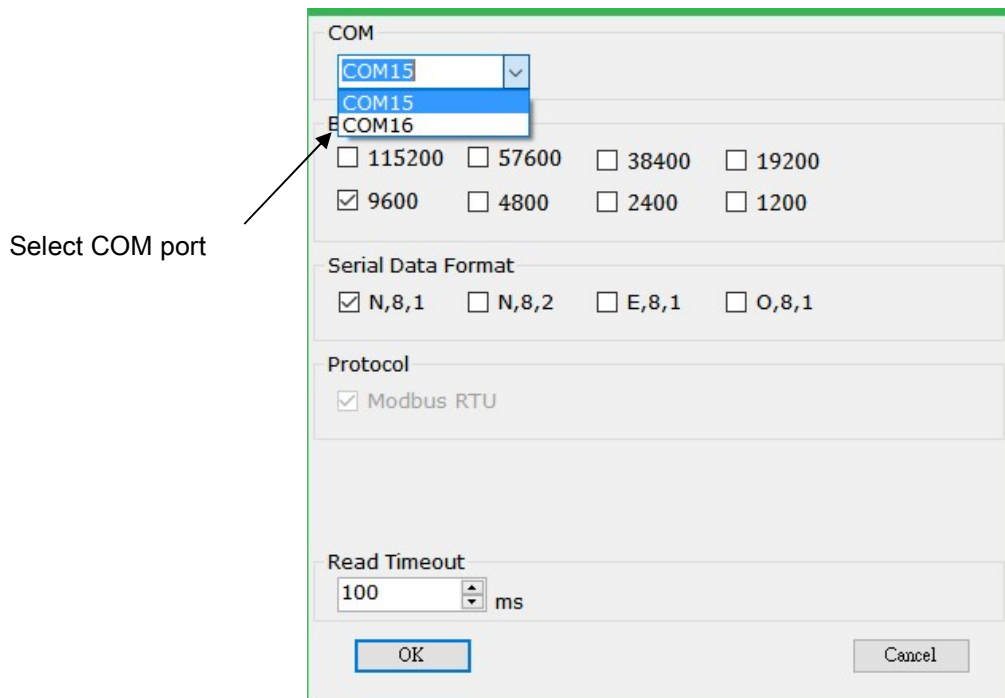 COM
COM15
COM15
COM16
115200 57600 38400 19200
9600 4800 2400 1200
Select COM port
Serial Data Format
N,8,1 N,8,2 E,8,1 O,8,1
Protocol
Modbus RTU
Read Timeout
100 ms
OK Cancel